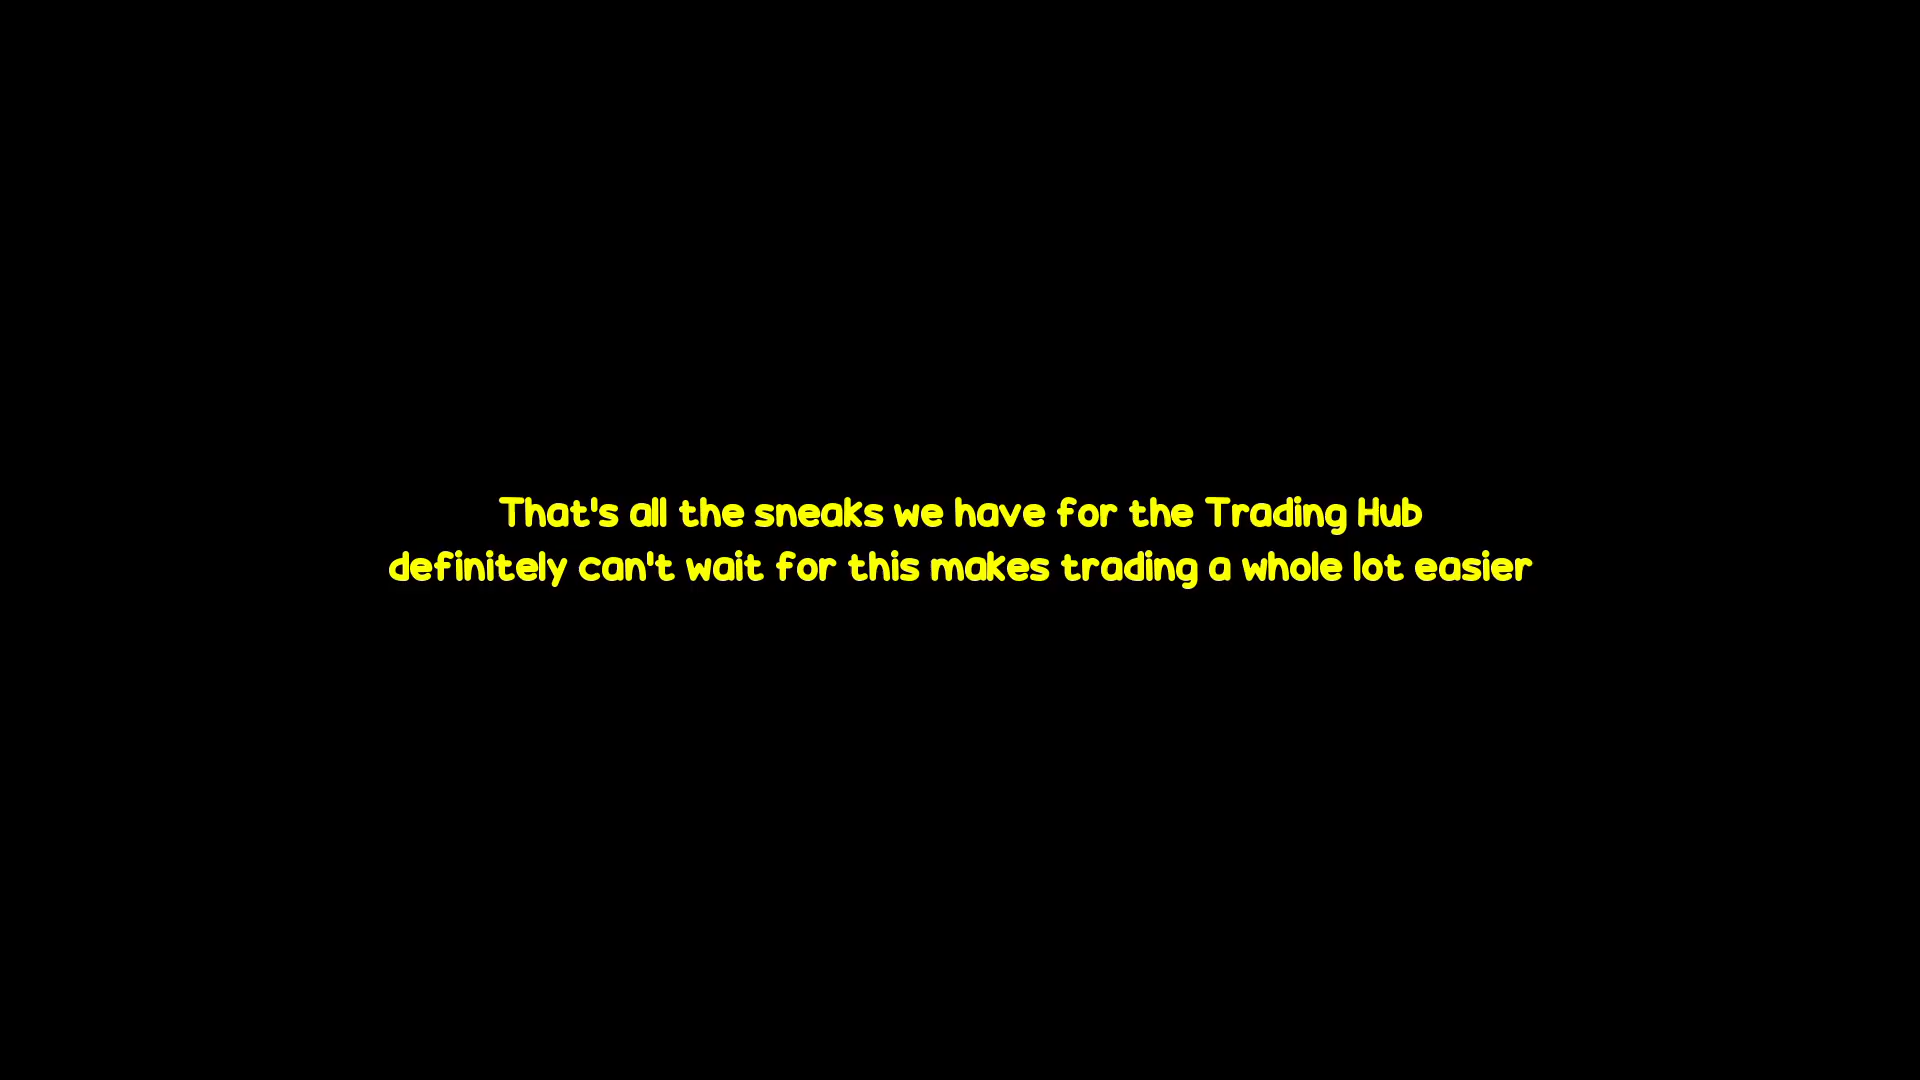 That's all the sneaks we have for the Trading Hub
definitely can't wait for this makes trading a whole lot easier